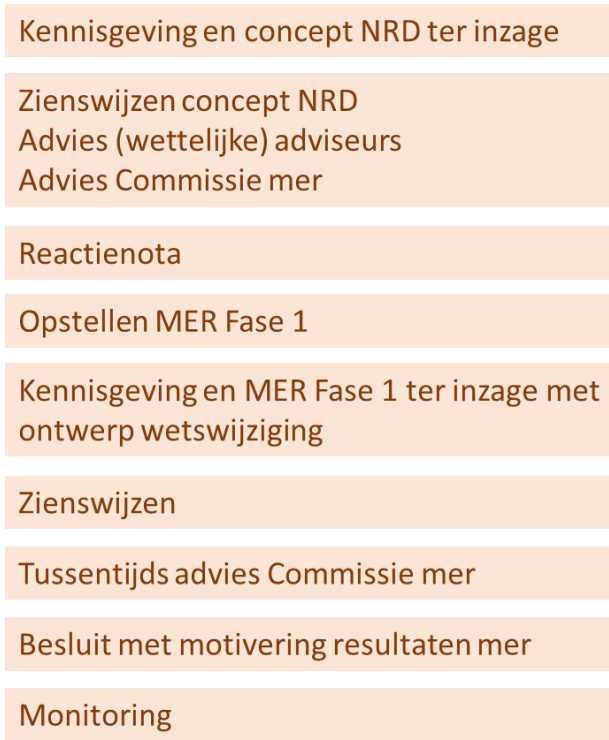 Kennisgeving en concept NRD ter inzage
Zienswijzen concept NRD
Advies (wettelijke) adviseurs
Advies Commissie mer
Reactienota
Opstellen MER Fase 1
Kennisgeving en MER Fase 1 ter inzage met
ontwerp wetswijziging
Zienswijzen
Tussentijds advies Commissie mer
Besluit met motivering resultaten mer
Monitoring